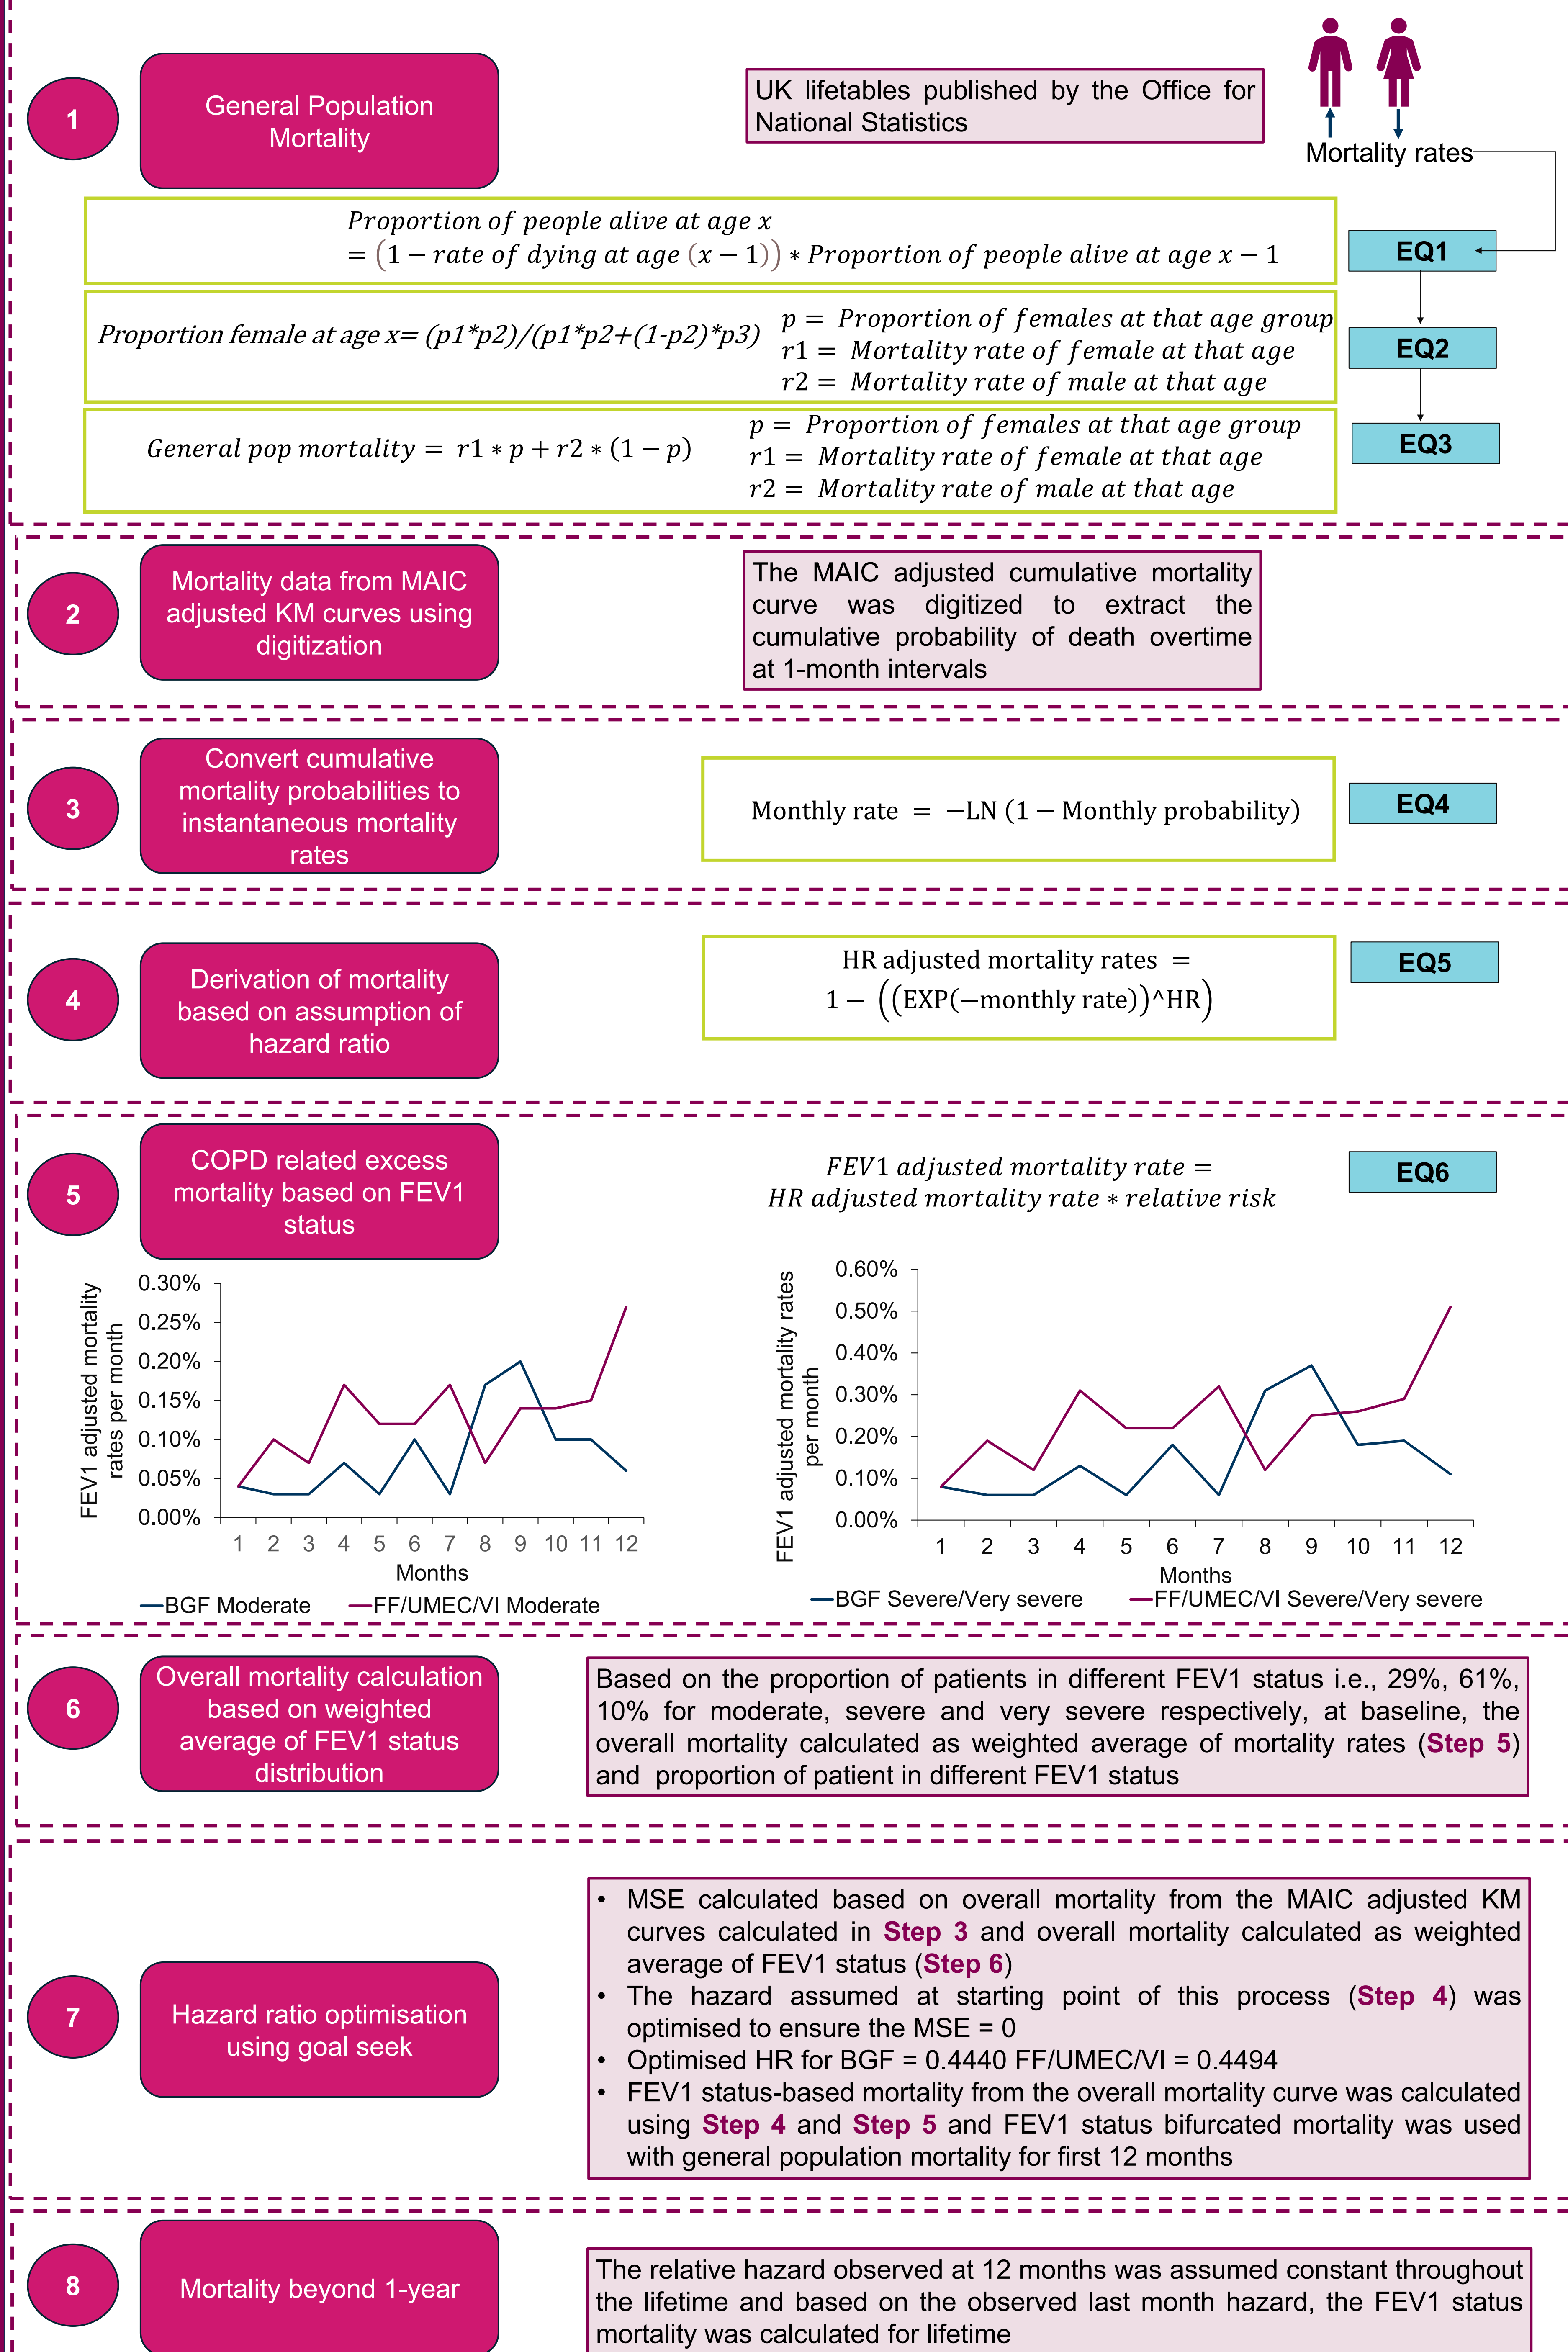 1
General Population
Mortality
UK lifetables published by the Office for
National Statistics
Mortality rates
Proportion of people alive at age x
= (1 − rate of dying at age (x − 1)) ∗ Proportion of people alive at age x − 1
EQ1
Proportion female at age x= (p1*p2)/(p1*p2+(1-p2)*p3)
p = Proportion of females at that age group
r1 = Mortality rate of female at that age
r2 = Mortality rate of male at that age
EQ2
General pop mortality = r1 ∗ p + r2 ∗ (1 − p)
p = Proportion of females at that age group
r1 = Mortality rate of female at that age
r2 = Mortality rate of male at that age
EQ3
2
Mortality data from MAIC
adjusted KM curves using
digitization
The MAIC adjusted cumulative mortality
curve was digitized to extract the
cumulative probability of death overtime
at 1-month intervals
3
Convert cumulative
mortality probabilities to
instantaneous mortality
rates
Monthly rate = −LN (1 − Monthly probability)
EQ4
4
Derivation of mortality
based on assumption of
hazard ratio
HR adjusted mortality rates =
1 − ((EXP(−monthly rate))^HR)
EQ5
5
COPD related excess
mortality based on FEV1
status
FEV1 adjusted mortality rate =
HR adjusted mortality rate ∗ relative risk
EQ6
FEV1 adjusted mortality
rates per month
0.30%
0.25%
0.20%
0.15%
0.10%
0.05%
0.00%
1 2 3 4 5 6 7 8 9 10 11 12
Months
BGF Moderate FF/UMEC/VI Moderate
FEV1 adjusted mortality rates
per month
0.60%
0.50%
0.40%
0.30%
0.20%
0.10%
0.00%
1 2 3 4 5 6 7 8 9 10 11 12
Months
BGF Severe/Very severe FF/UMEC/VI Severe/Very severe
6
Overall mortality calculation
based on weighted
average of FEV1 status
distribution
Based on the proportion of patients in different FEV1 status i.e., 29%, 61%,
10% for moderate, severe and very severe respectively, at baseline, the
overall mortality calculated as weighted average of mortality rates (Step 5)
and proportion of patient in different FEV1 status
7
Hazard ratio optimisation
using goal seek
• MSE calculated based on overall mortality from the MAIC adjusted KM
curves calculated in Step 3 and overall mortality calculated as weighted
average of FEV1 status (Step 6)
• The hazard assumed at starting point of this process (Step 4) was
optimised to ensure the MSE = 0
• Optimised HR for BGF = 0.4440 FF/UMEC/VI = 0.4494
• FEV1 status-based mortality from the overall mortality curve was calculated
using Step 4 and Step 5 and FEV1 status bifurcated mortality was used
with general population mortality for first 12 months
8
Mortality beyond 1-year
The relative hazard observed at 12 months was assumed constant throughout
the lifetime and based on the observed last month hazard, the FEV1 status
mortality was calculated for lifetime